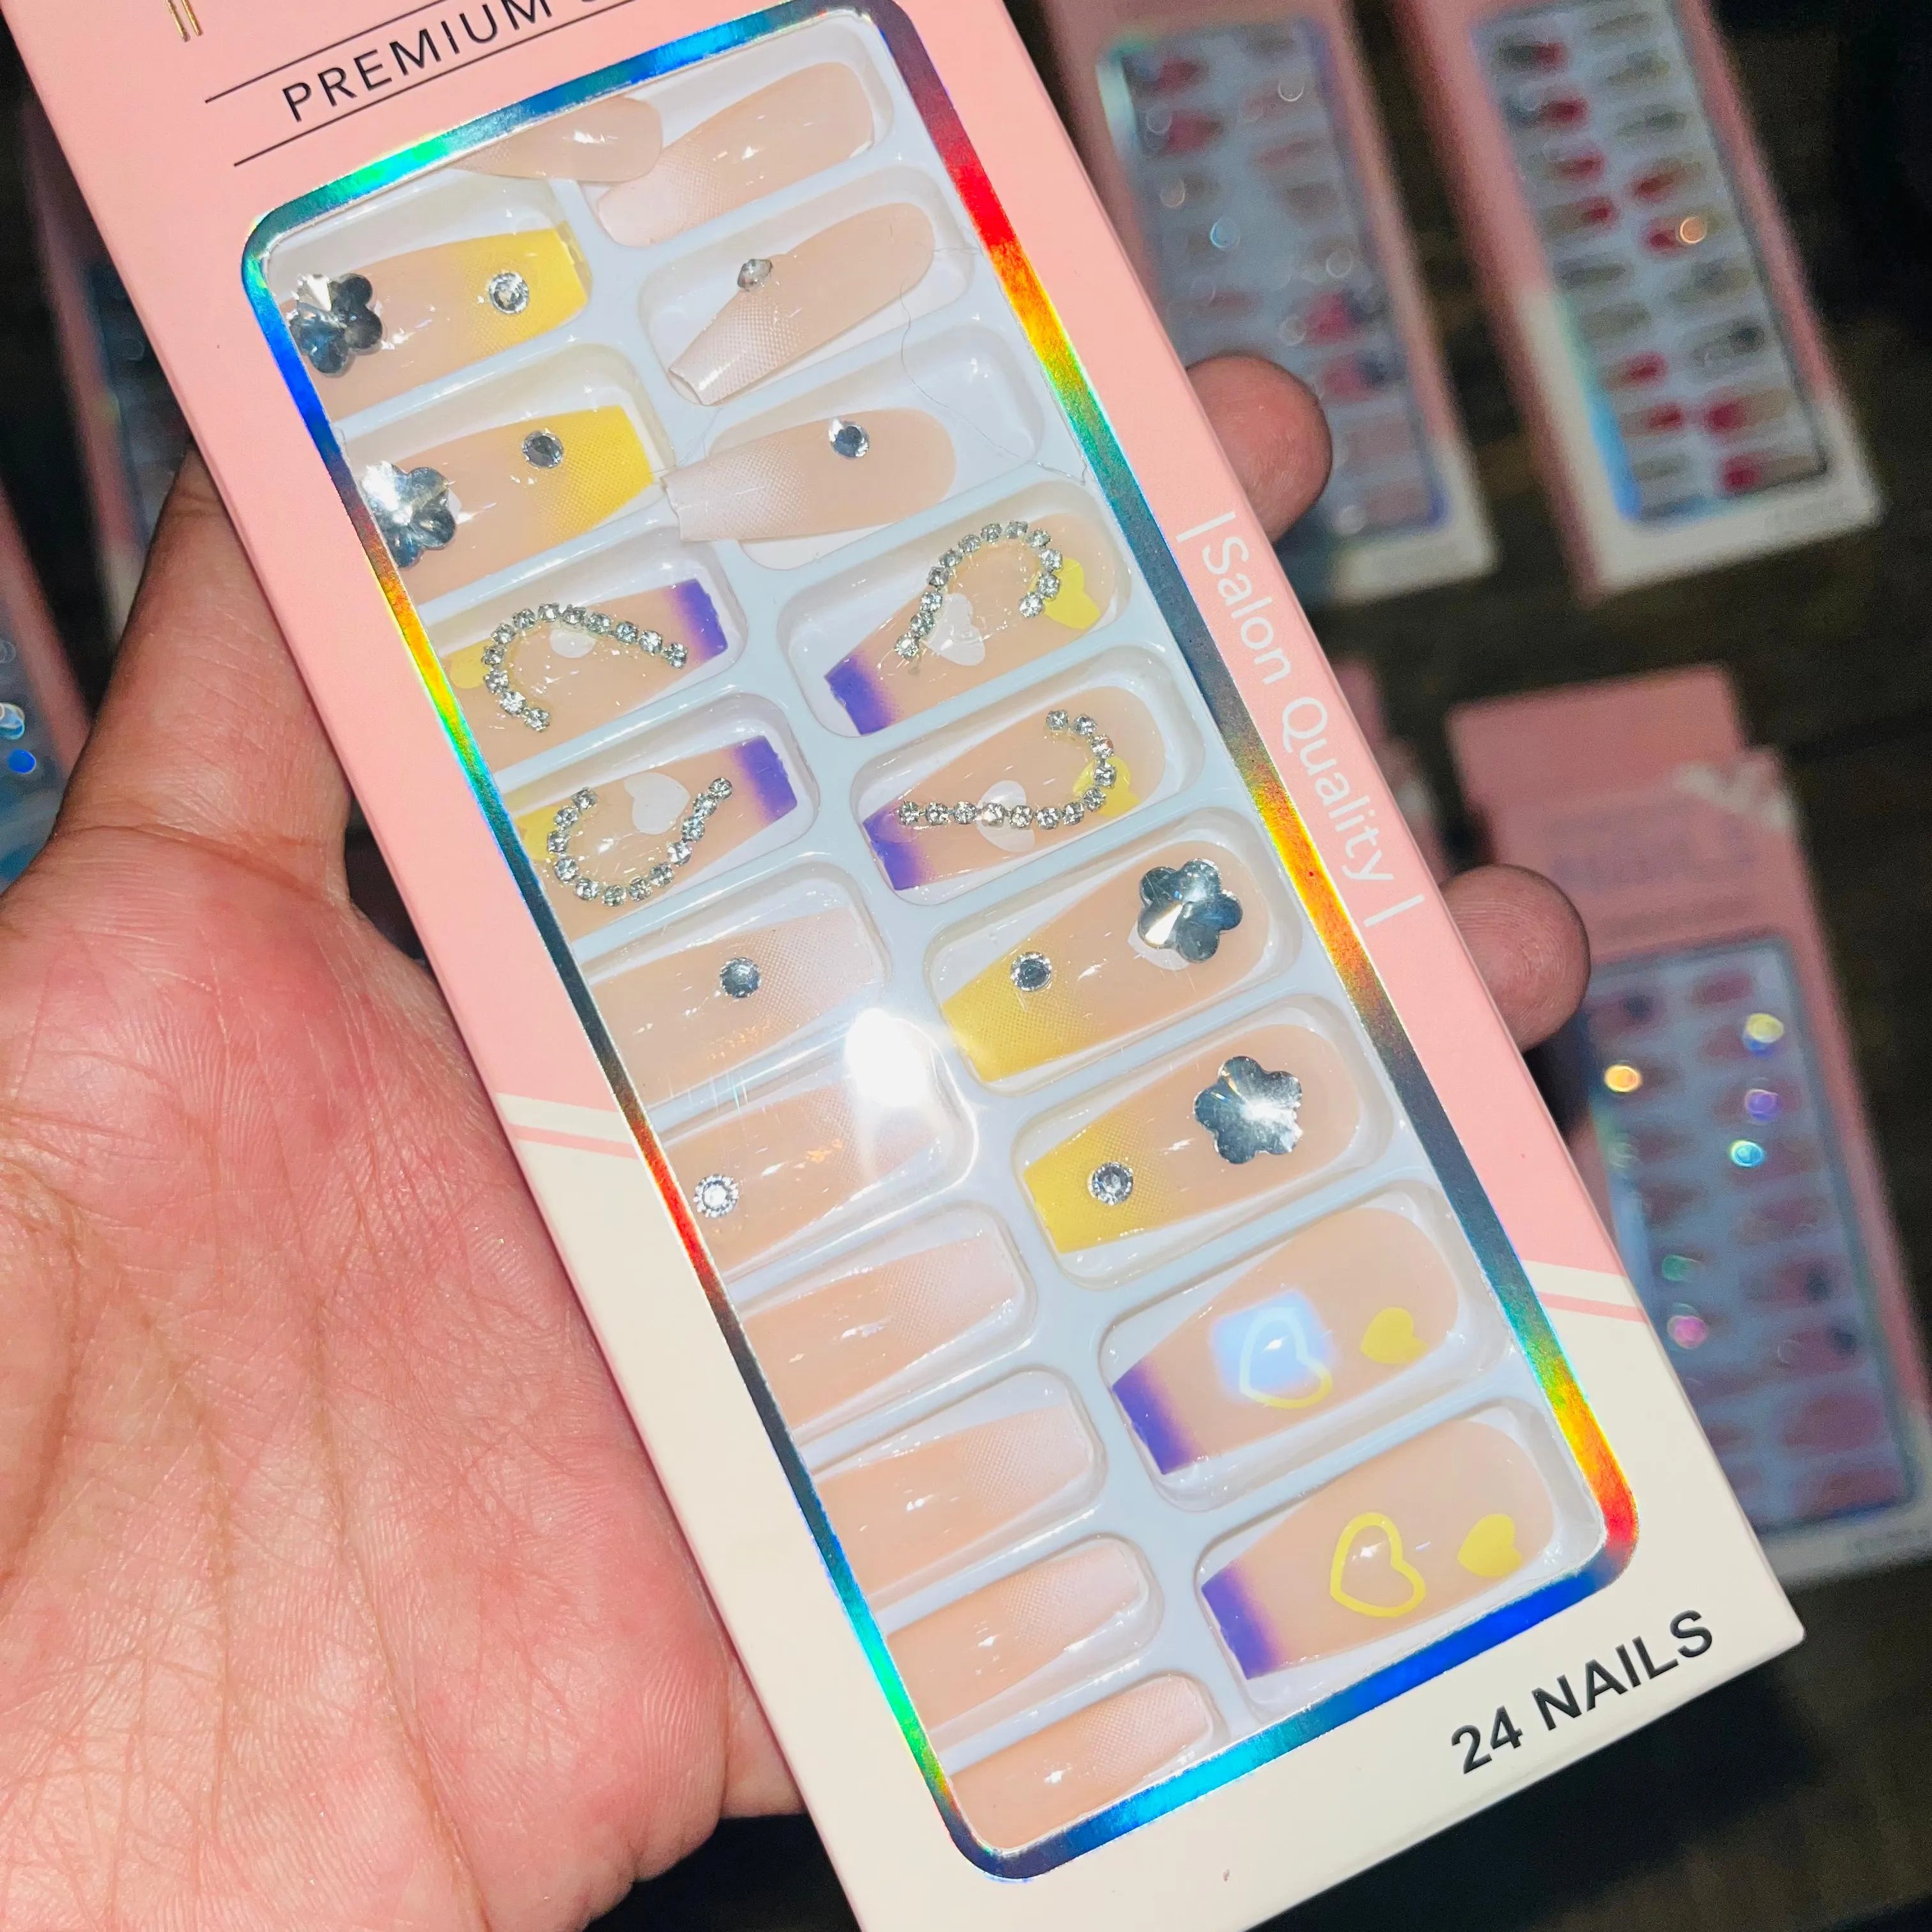 PREMIUM
|Salon Quality |
24 NAILS